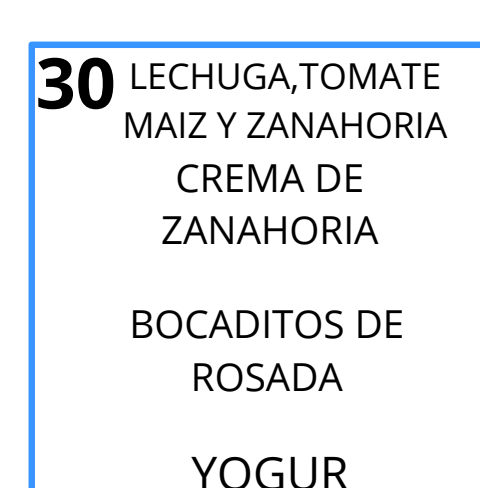 30 LECHUGA,TOMATE
MAIZ Y ZANAHORIA
CREMA DE
ZANAHORIA
BOCADITOS DE
ROSADA
YOGUR